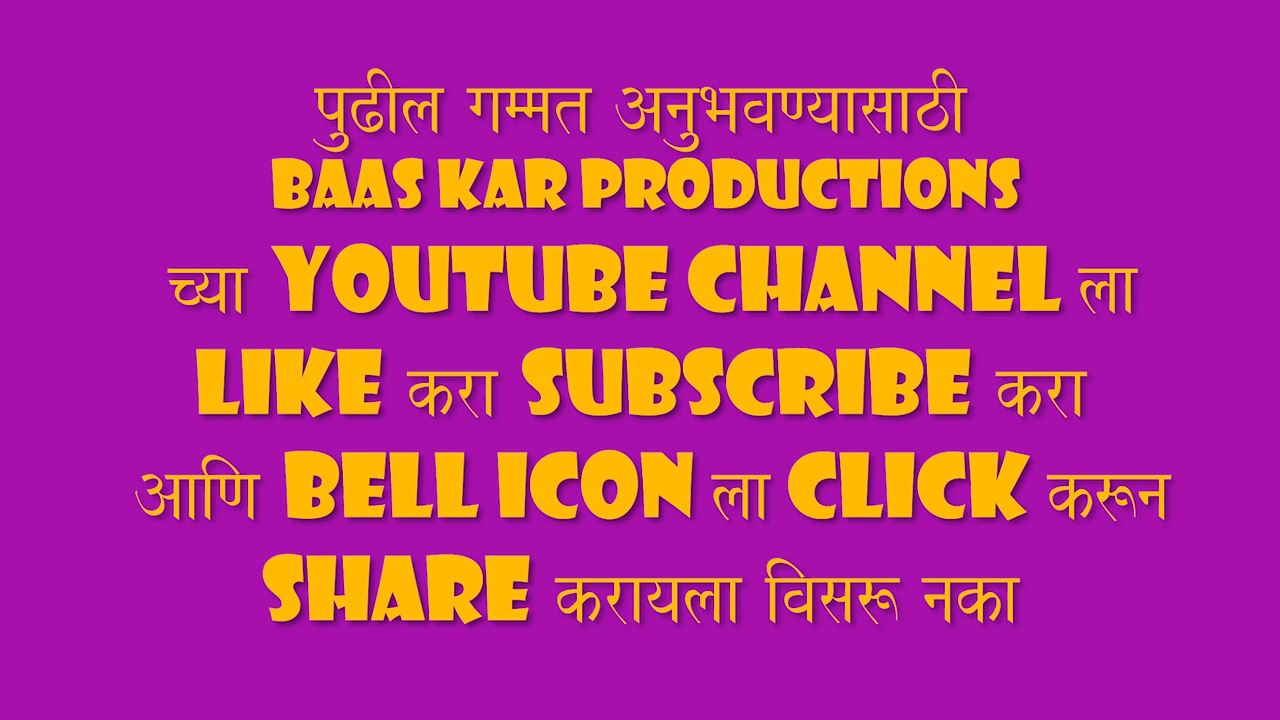 पुढील गम्मत अनुभवण्यासाठी
BAAS KAR PRODUCTIONS
च्या YOUTUBE CHANNEL ला
LIKE करा SUBSCRIBE करा
आणि BELL ICON ला CLICK करून
SHARE करायला विसरू नका